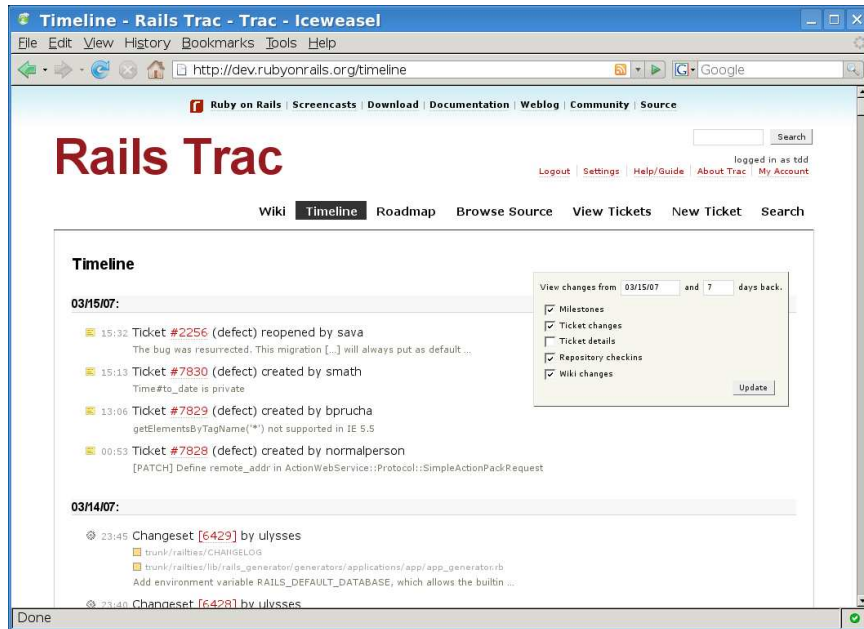 Timeline - Rails Trac - Trac - Iceweasel
File Edit View History Bookmarks Tools Help
http://dev.rubyonrails.org/timeline
G Google
Ruby on Rails | Screencasts | Download | Documentation | Weblog | Community | Source
Search
Rails Trac
logged in as tdd
Logout Settings Help/Guide About Trac My Account
Wiki Timeline Roadmap Browse Source View Tickets New Ticket Search
Timeline
View changes from 03/15/07 and 7 days back.
Milestones
Ticket changes
Ticket details
Repository checkins
Wiki changes
Update
03/15/07:
15:32 Ticket #2256 (defect) reopened by sava
The bug was resurrected. This migration [...] will always put as default ...
15:13 Ticket #7830 (defect) created by smath
Time#to_date is private
13:06 Ticket #7829 (defect) created by bprucha
getElementsByTagName('*') not supported in IE 5.5
00:53 Ticket #7828 (defect) created by normalperson
[PATCH] Define remote_addr in ActionWebService::Protocol::SimpleActionPackRequest
03/14/07:
23:45 Changeset [6429] by ulysses
trunk/railties/CHANGELOG
trunk/railties/lib/rails_generator/generators/applications/app/app_generator.rb
Add environment variable RAILS_DEFAULT_DATABASE, which allows the builtin ...
23:40 Changeset [6428] by ulysses
Done